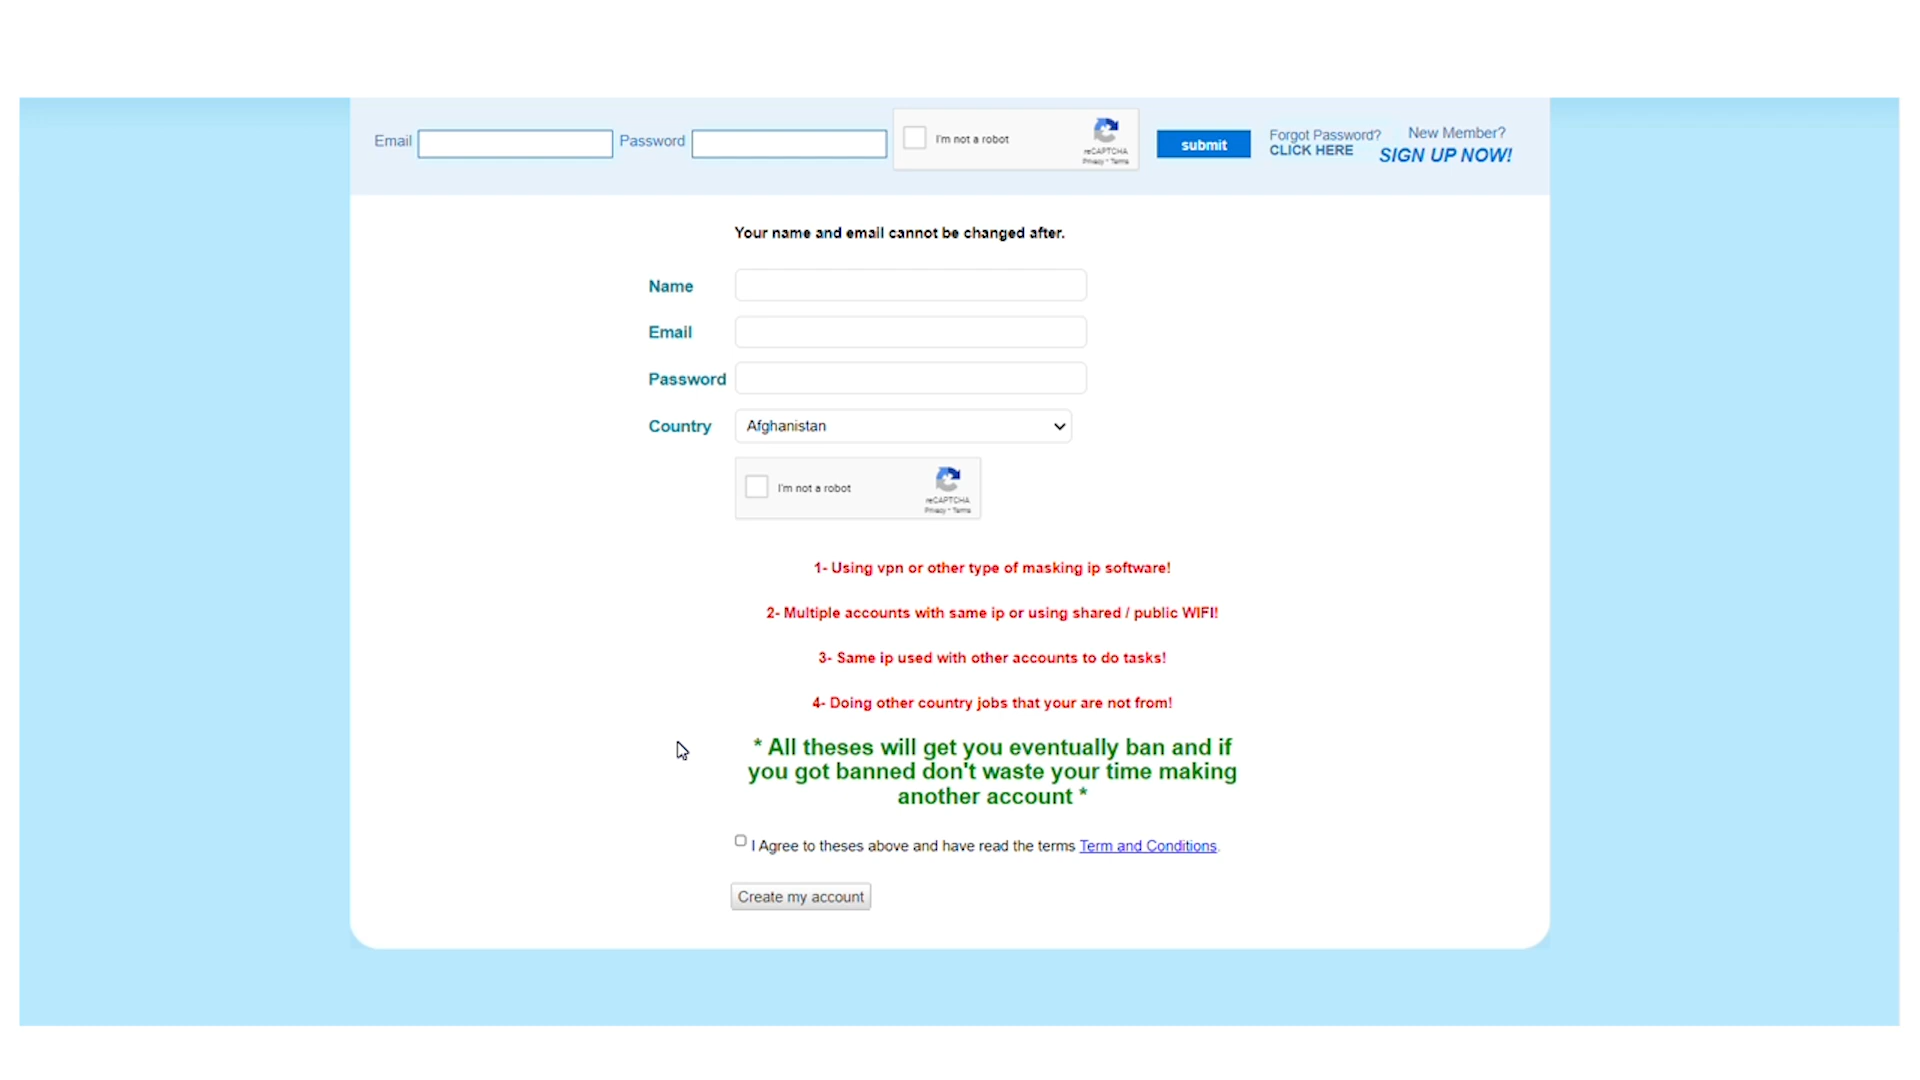 Email
Password
I'm not a robot
reCAPTCHA
Privacy - Terms
submit
Forgot Password?
CLICK HERE
New Member?
SIGN UP NOW!
Your name and email cannot be changed after.
Name
Email
Password
Country
Afghanistan
I'm not a robot
reCAPTCHA
Privacy - Terms
1- Using vpn or other type of masking ip software!
2- Multiple accounts with same ip or using shared / public WIFI!
3- Same ip used with other accounts to do tasks!
4- Doing other country jobs that your are not from!
* All theses will get you eventually ban and if
you got banned don't waste your time making
another account *
I Agree to theses above and have read the terms Term and Conditions.
Create my account